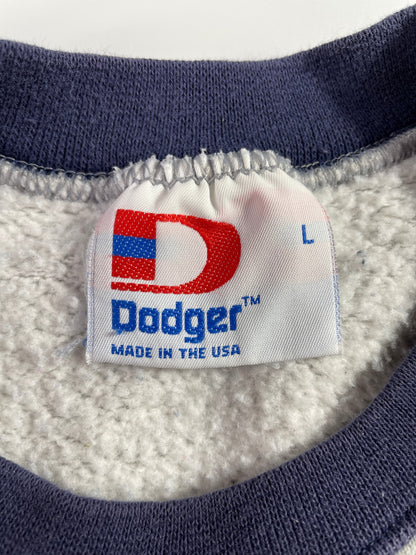 L
D
Dodger™
MADE IN THE USA